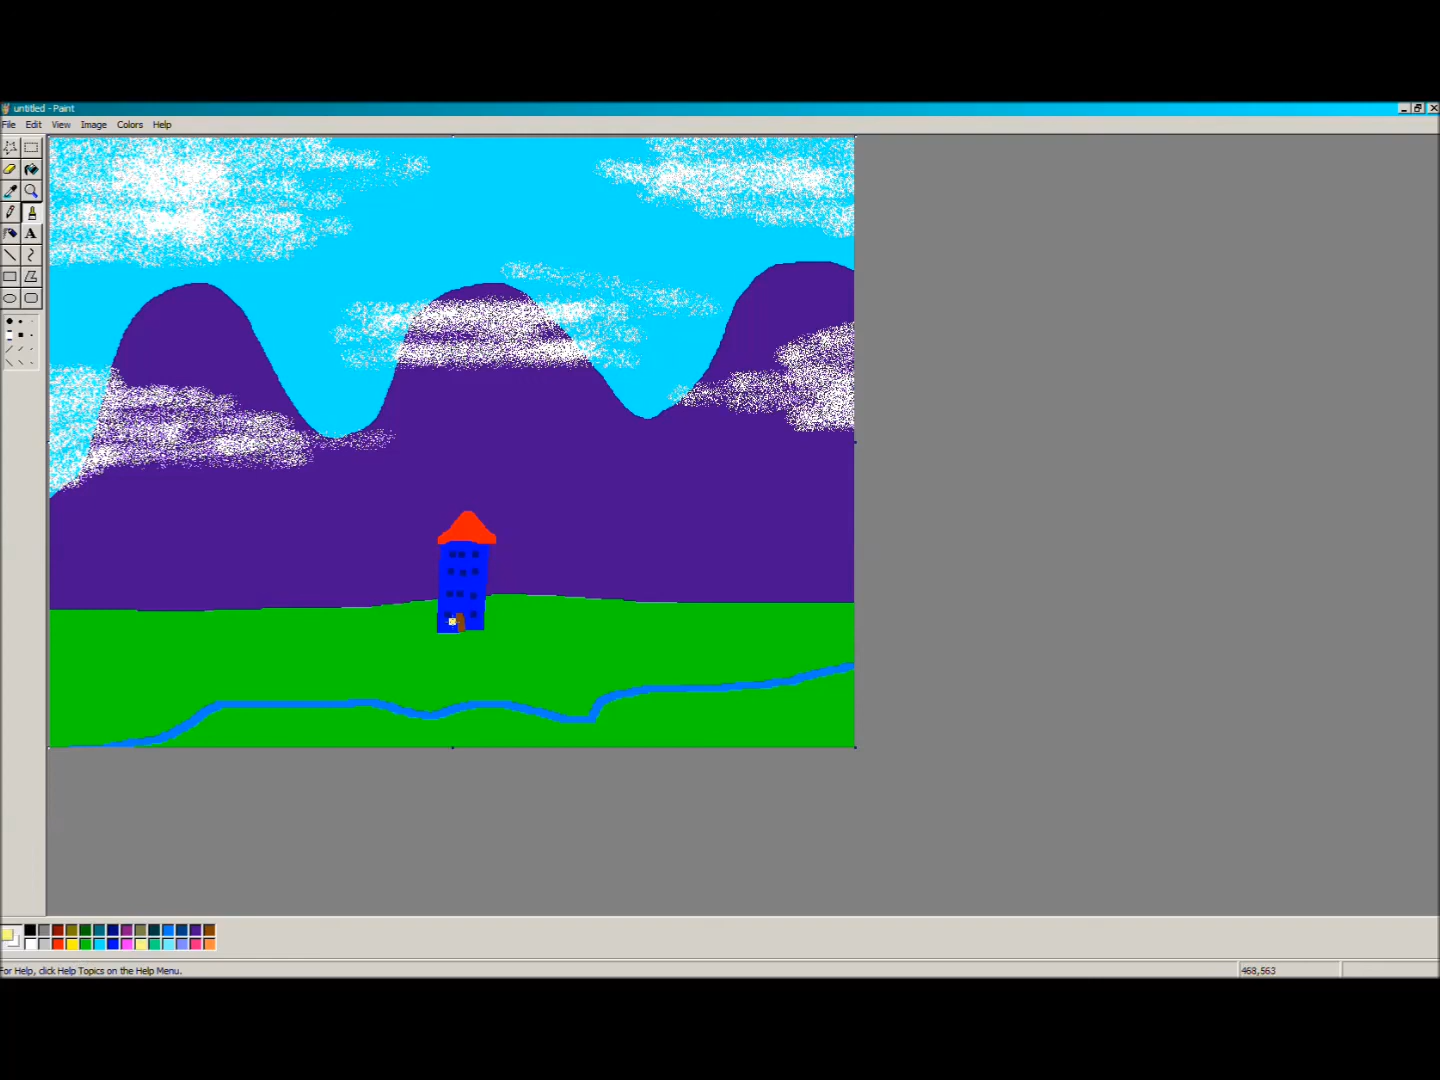 untitled - Paint
File Edit View Image Colors Help
A
For Help, click Help Topics on the Help Menu.
468,563